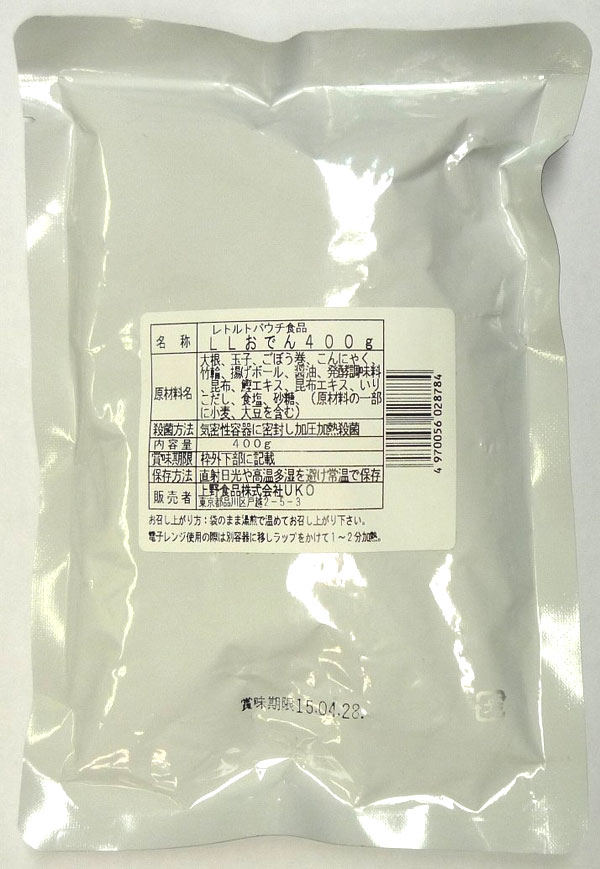 名称 レトルトパウチ食品
LLおでん400g
原材料名 大根、玉子、ごぼう巻、こんにゃく、
竹輪、揚げボール、醤油、発酵調味料
、昆布、鰹エキス、昆布エキス、いり
こだし、食塩、砂糖、(原材料の一部
に小麦、大豆を含む)
殺菌方法 気密性容器に密封し加圧加熱殺菌
内容量 400g
賞味期限 枠外下部に記載
保存方法 直射日光や高温多湿を避け常温で保存
販売者 上野食品株式会社UKO
東京都品川区戸越2-5-3
お召し上がり方:袋のまま湯煎で温めてお召し上がり下さい。
電子レンジ使用の際は別容器に移しラップをかけて1~2分加熱。
4 970056 028784
賞味期限15.04.28.